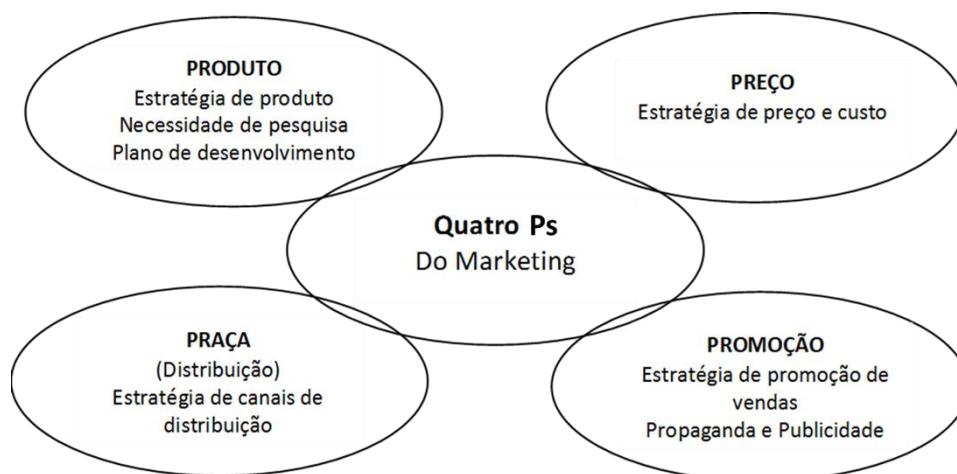 PRODUTO
Estratégia de produto
Necessidade de pesquisa
Plano de desenvolvimento
PREÇO
Estratégia de preço e custo
Quatro Ps
Do Marketing
PRAÇA
(Distribuição)
Estratégia de canais de
distribuição
PROMOÇÃO
Estratégia de promoção de
vendas
Propaganda e Publicidade